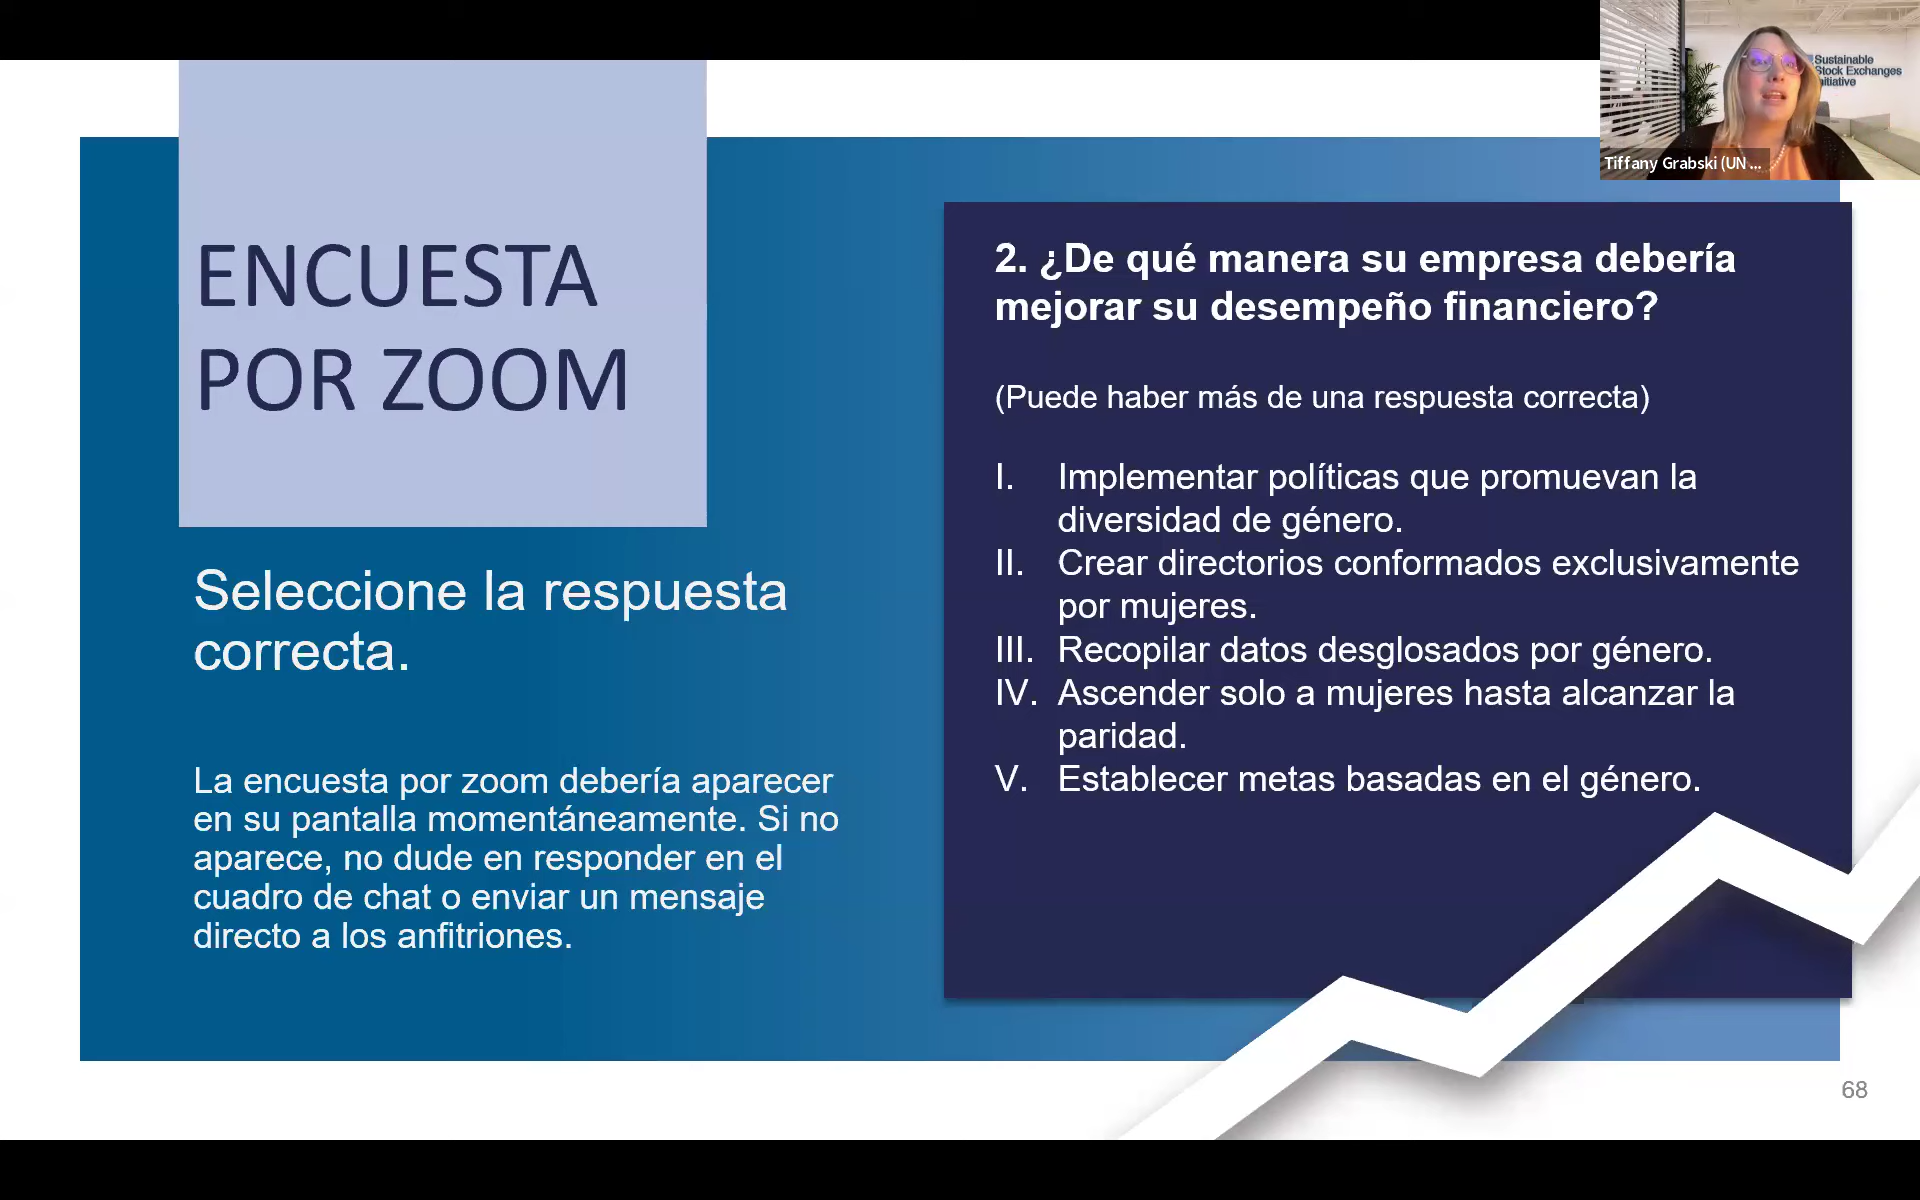 Sustainable
Stock Exchanges
Initiative
Tiffany Grabski (UN ...
ENCUESTA
POR ZOOM
Seleccione la respuesta
correcta.
La encuesta por zoom debería aparecer
en su pantalla momentáneamente. Si no
aparece, no dude en responder en el
cuadro de chat o enviar un mensaje
directo a los anfitriones.
2. ¿De qué manera su empresa debería
mejorar su desempeño financiero?
(Puede haber más de una respuesta correcta)
I. Implementar políticas que promuevan la
diversidad de género.
II. Crear directorios conformados exclusivamente
por mujeres.
III. Recopilar datos desglosados por género.
IV. Ascender solo a mujeres hasta alcanzar la
paridad.
V. Establecer metas basadas en el género.
68